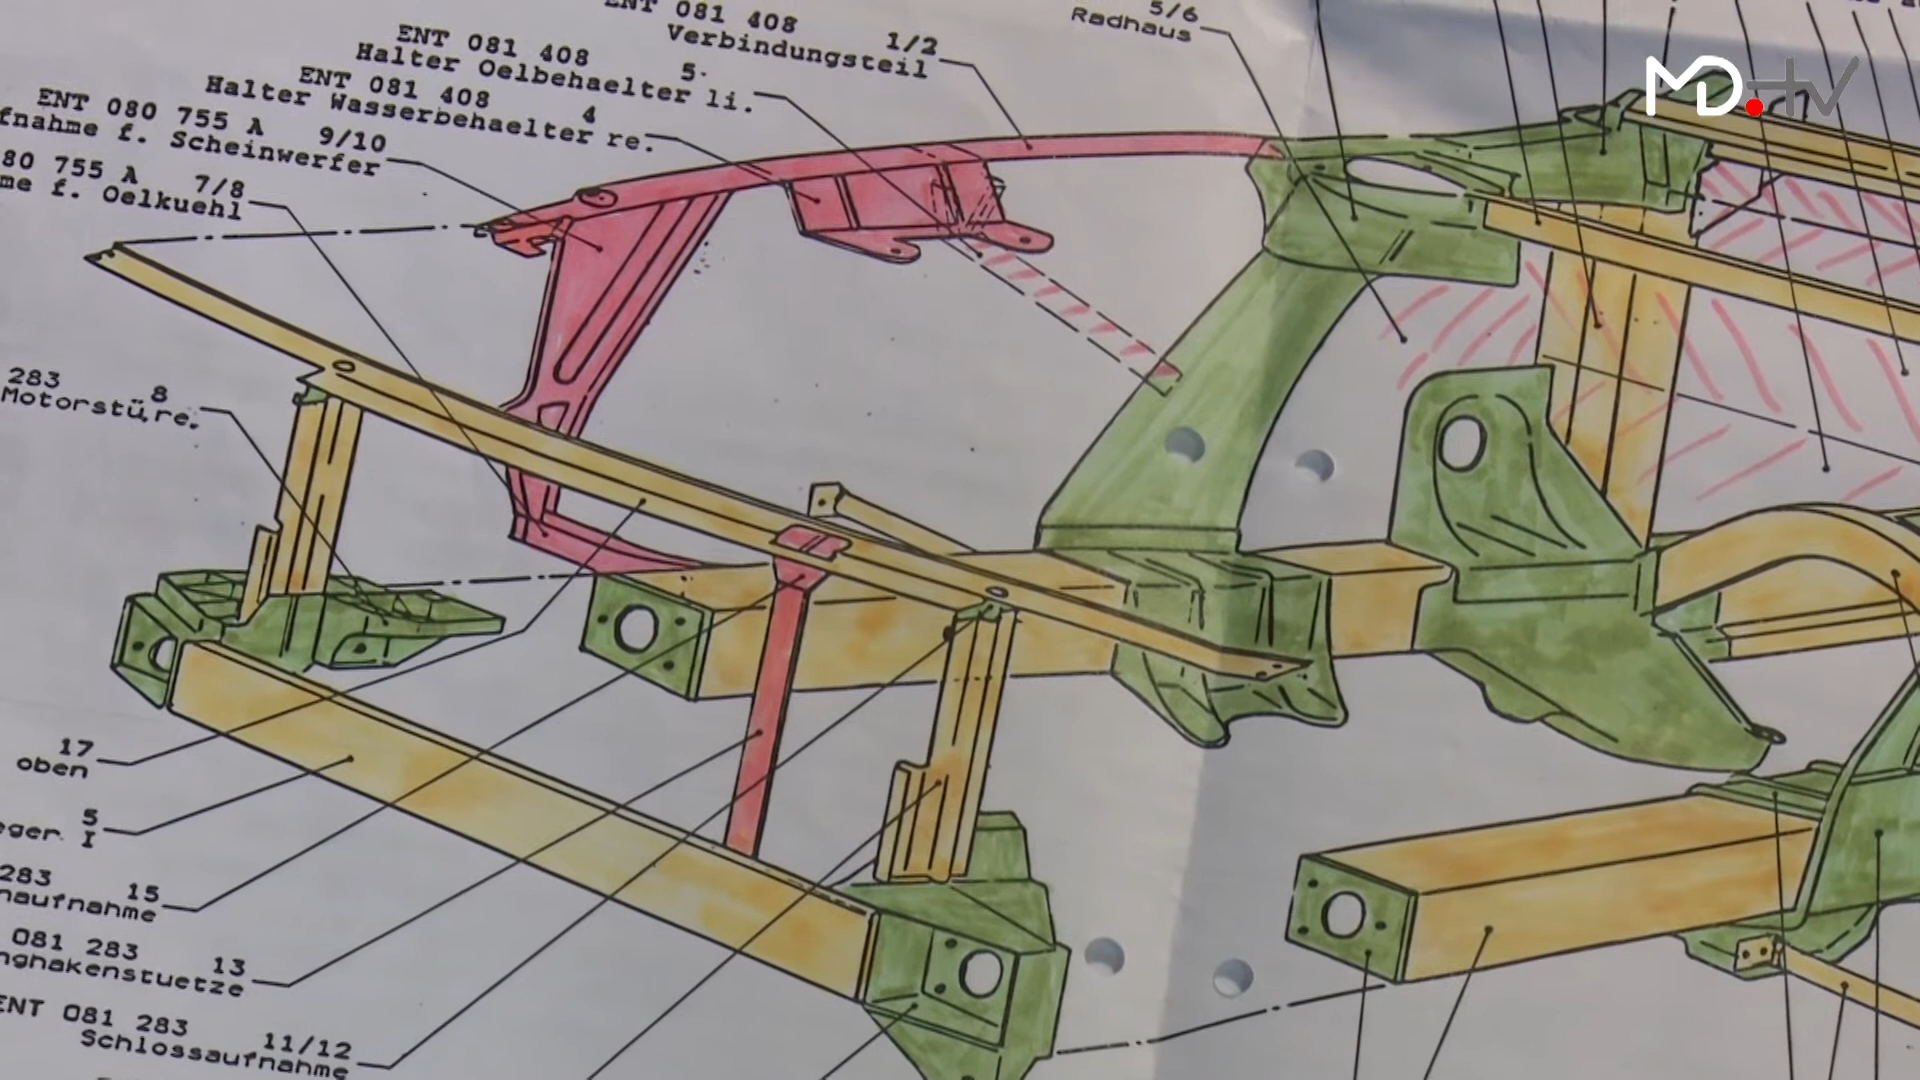 ENT 081 408 1/2
Verbindungsteil
5/6
Radhaus
ENT 081 408 5
Halter Oelbehaelter li.
ENT 081 408 4
Halter Wasserbehaelter re.
ENT 080 755 A 9/10
fnahme f. Scheinwerfer
80 755 A 7/8
me f. Oelkuehl
283 8
Motorstü,re.
17
oben
5
eger. I
283 15
naufnahme
081 283 13
nghakenstuetze
ENT 081 283 11/12
Schlossaufnahme
MD.tv